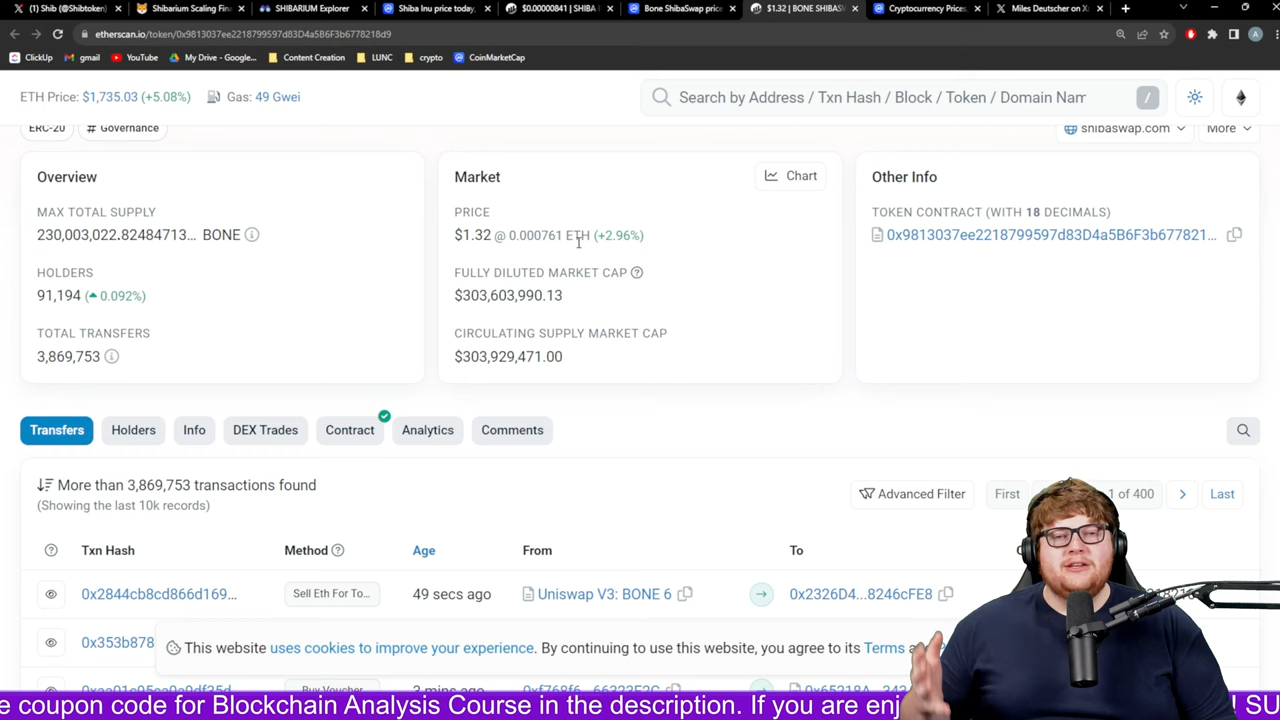 Shib (@Shibtoken)
Shibarium Scaling Fin
SHIBARIUM Explorer
Shiba Inu price today,
$0.00000841 | SHIBA
Bone ShibaSwap price
$1.32 | BONE SHIBASW
Cryptocurrency Prices,
Miles Deutscher on X
etherscan.io/token/0x9813037ee2218799597d83D4a5B6F3b6778218d9
ClickUp gmail YouTube My Drive - Google... Content Creation LUNC crypto CoinMarketCap
ETH Price: $1,735.03 (+5.08%) Gas: 49 Gwei
Search by Address / Txn Hash / Block / Token / Domain Nam /
ERC-20 # Governance
shibaswap.com More
Overview
MAX TOTAL SUPPLY
230,003,022.82484713... BONE
HOLDERS
91,194 (0.092%)
TOTAL TRANSFERS
3,869,753
Market Chart
PRICE
$1.32 @ 0.000761 ETH (+2.96%)
FULLY DILUTED MARKET CAP
$303,603,990.13
CIRCULATING SUPPLY MARKET CAP
$303,929,471.00
Other Info
TOKEN CONTRACT (WITH 18 DECIMALS)
0x9813037ee2218799597d83D4a5B6F3b677821...
Transfers Holders Info DEX Trades Contract Analytics Comments
More than 3,869,753 transactions found
(Showing the last 10k records)
Advanced Filter First 1 of 400 Last
Txn Hash Method Age From To
0x2844cb8cd866d169... Sell Eth For To... 49 secs ago Uniswap V3: BONE 6 0x2326D4...8246cFE8
0x353b878
This website uses cookies to improve your experience. By continuing to use this website, you agree to its Terms
Buy Voucher 3 mins ago
e coupon code for Blockchain Analysis Course in the description. If you are enj ! SU